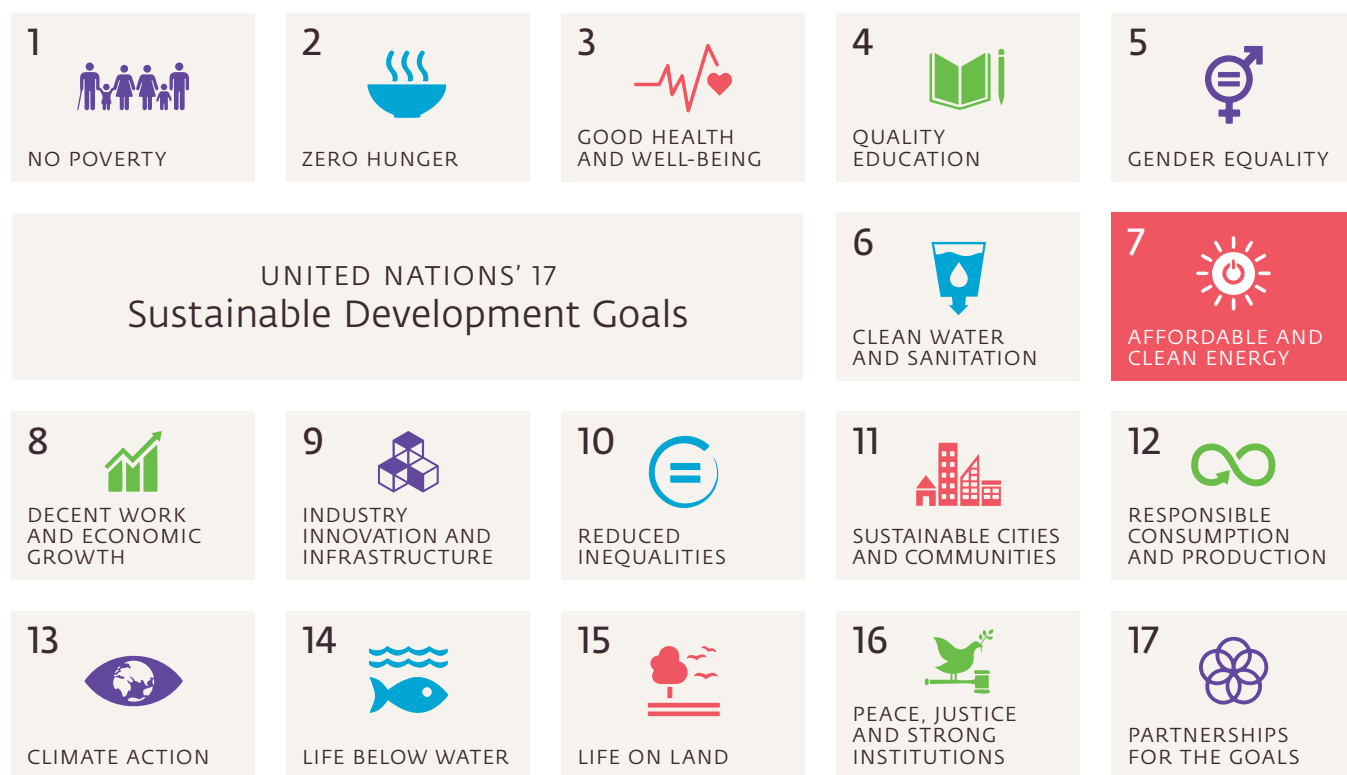 1
NO POVERTY
2
ZERO HUNGER
3
GOOD HEALTH
AND WELL-BEING
4
QUALITY
EDUCATION
5
GENDER EQUALITY
UNITED NATIONS’ 17
Sustainable Development Goals
6
CLEAN WATER
AND SANITATION
7
AFFORDABLE AND
CLEAN ENERGY
8
DECENT WORK
AND ECONOMIC
GROWTH
9
INDUSTRY
INNOVATION AND
INFRASTRUCTURE
10
REDUCED
INEQUALITIES
11
SUSTAINABLE CITIES
AND COMMUNITIES
12
RESPONSIBLE
CONSUMPTION
AND PRODUCTION
13
CLIMATE ACTION
14
LIFE BELOW WATER
15
LIFE ON LAND
16
PEACE, JUSTICE
AND STRONG
INSTITUTIONS
17
PARTNERSHIPS
FOR THE GOALS